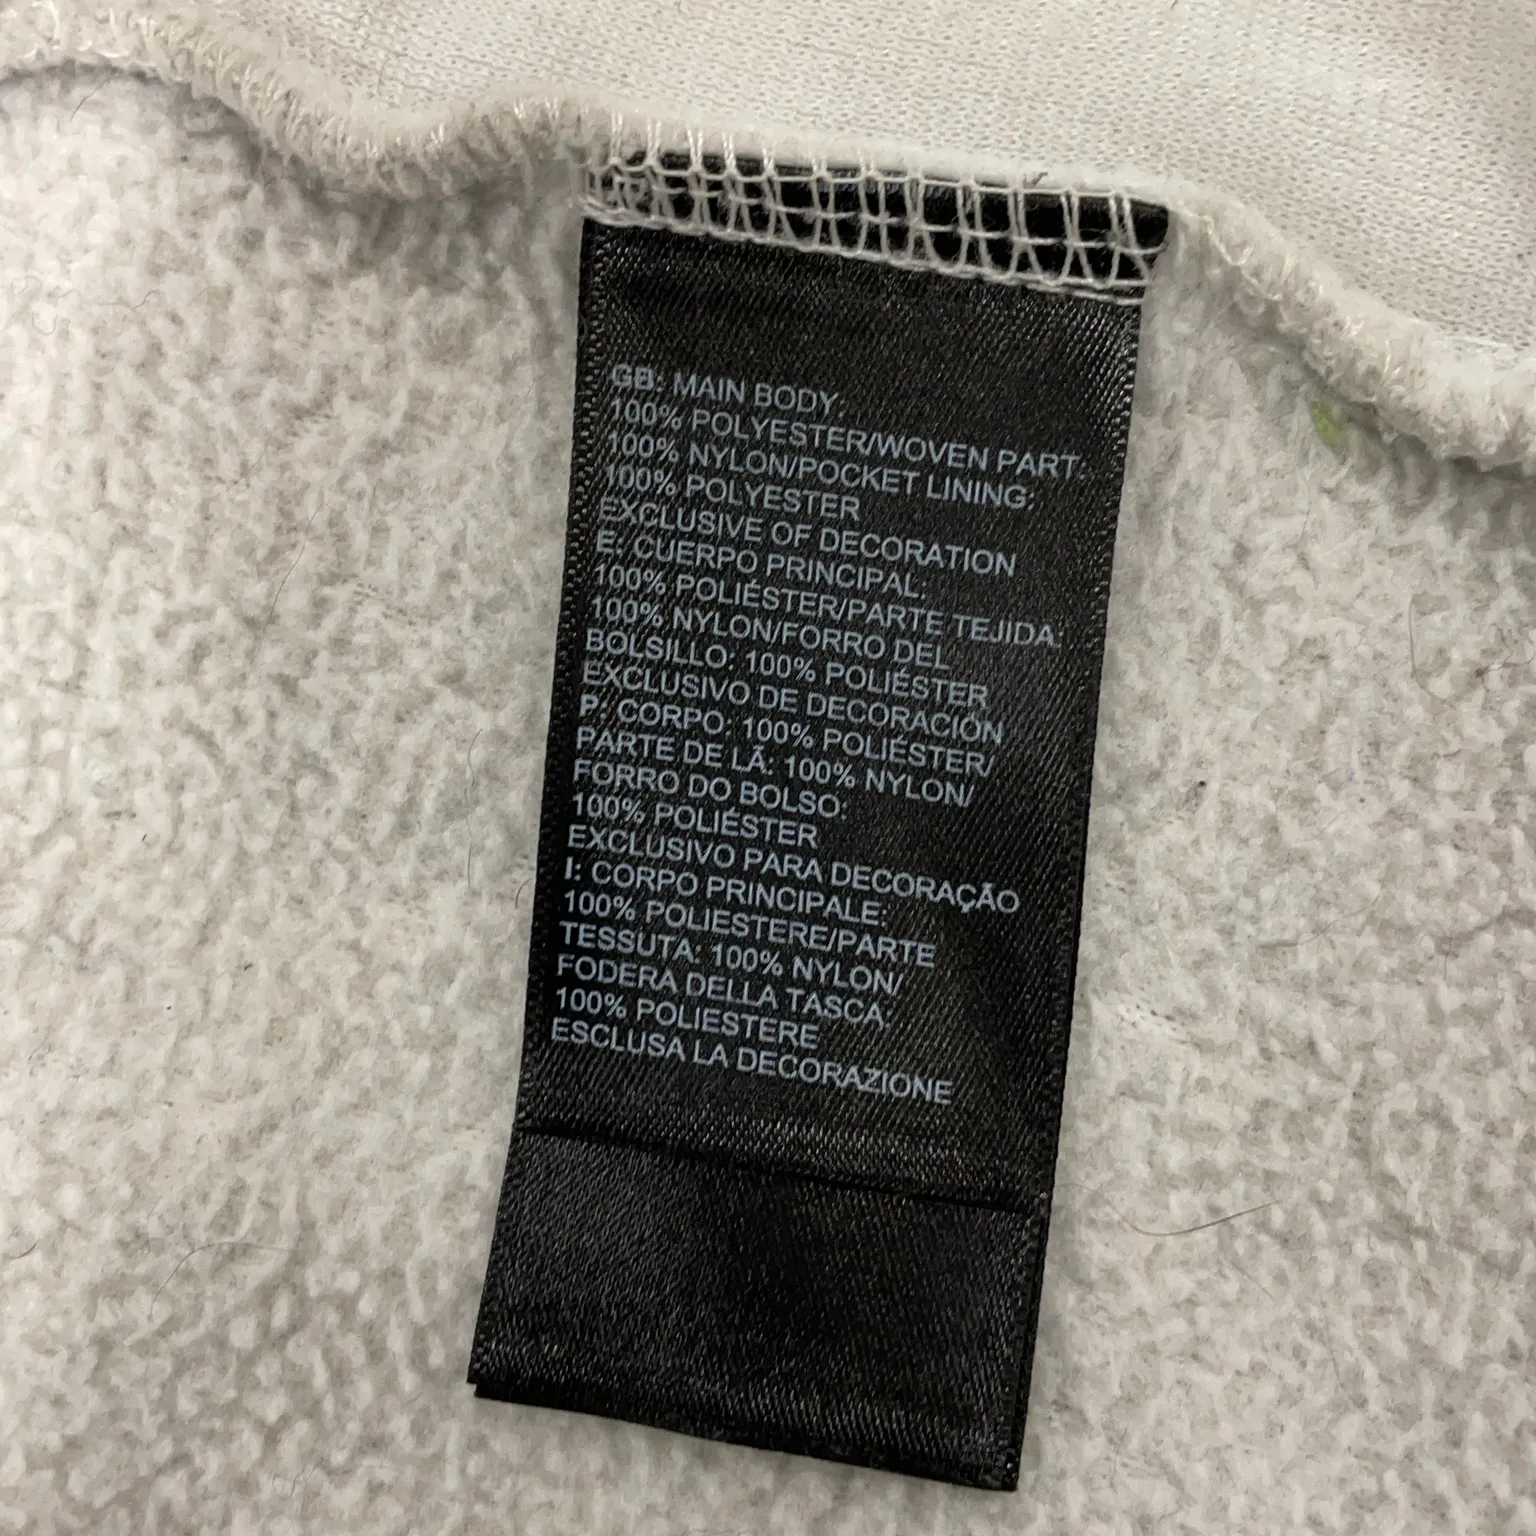 GB: MAIN BODY:
100% POLYESTER/WOVEN PART:
100% NYLON/POCKET LINING:
100% POLYESTER
EXCLUSIVE OF DECORATION
E: CUERPO PRINCIPAL:
100% POLIÉSTER/PARTE TEJIDA:
100% NYLON/FORRO DEL
BOLSILLO: 100% POLIÉSTER
EXCLUSIVO DE DECORACIÓN
P: CORPO: 100% POLIÉSTER/
PARTE DE LÃ: 100% NYLON/
FORRO DO BOLSO:
100% POLIÉSTER
EXCLUSIVO PARA DECORAÇÃO
I: CORPO PRINCIPALE:
100% POLIESTERE/PARTE
TESSUTA: 100% NYLON/
FODERA DELLA TASCA:
100% POLIESTERE
ESCLUSA LA DECORAZIONE